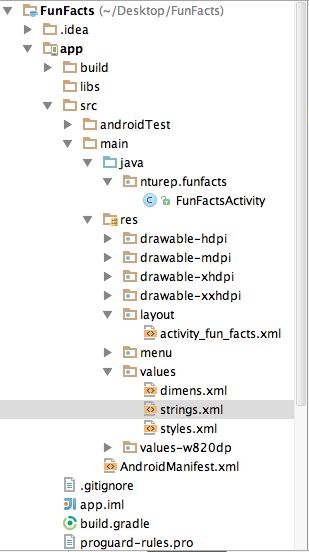 FunFacts (~/Desktop/FunFacts)
.idea
app
build
libs
src
androidTest
main
java
nturep.funfacts
FunFactsActivity
res
drawable-hdpi
drawable-mdpi
drawable-xhdpi
drawable-xxhdpi
layout
activity_fun_facts.xml
menu
values
dimens.xml
strings.xml
styles.xml
values-w820dp
AndroidManifest.xml
.gitignore
app.iml
build.gradle
proguard-rules.pro